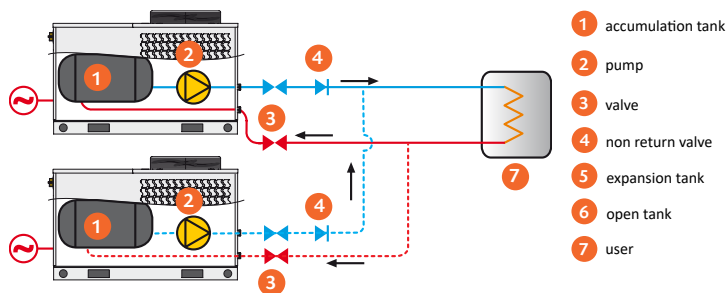 4
2
1
1 accumulation tank
2 pump
3
3 valve
4 non return valve
7
5 expansion tank
2
1
4
6 open tank
7 user
3